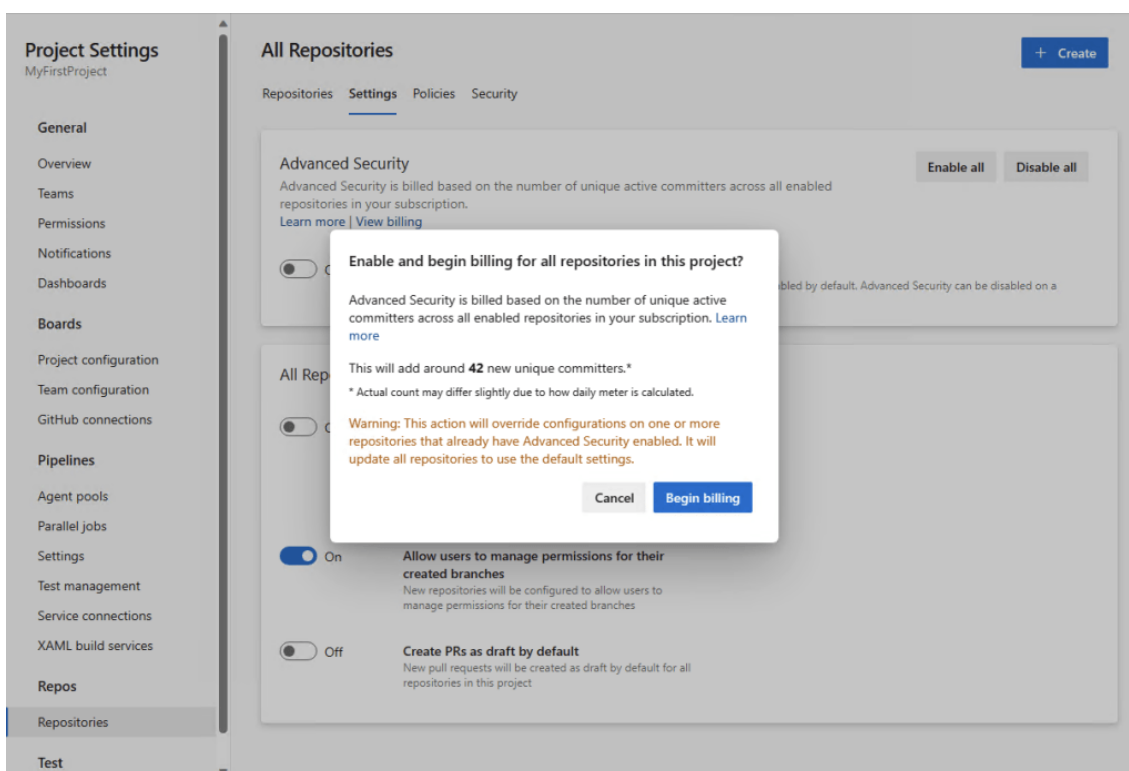 Project Settings
MyFirstProject
General
Overview
Teams
Permissions
Notifications
Dashboards
Boards
Project configuration
Team configuration
GitHub connections
Pipelines
Agent pools
Parallel jobs
Settings
Test management
Service connections
XAML build services
Repos
Repositories
Test
All Repositories
+ Create
Repositories Settings Policies Security
Advanced Security
Enable all Disable all
Advanced Security is billed based on the number of unique active committers across all enabled
repositories in your subscription.
Learn more | View billing
Enable and begin billing for all repositories in this project?
Advanced Security is billed based on the number of unique active
committers across all enabled repositories in your subscription. Learn
more
This will add around 42 new unique committers.*
* Actual count may differ slightly due to how daily meter is calculated.
Warning: This action will override configurations on one or more
repositories that already have Advanced Security enabled. It will
update all repositories to use the default settings.
Cancel Begin billing
by default. Advanced Security can be disabled on a
All
On
Allow users to manage permissions for their
created branches
New repositories will be configured to allow users to
manage permissions for their created branches
Off
Create PRs as draft by default
New pull requests will be created as draft by default for all
repositories in this project